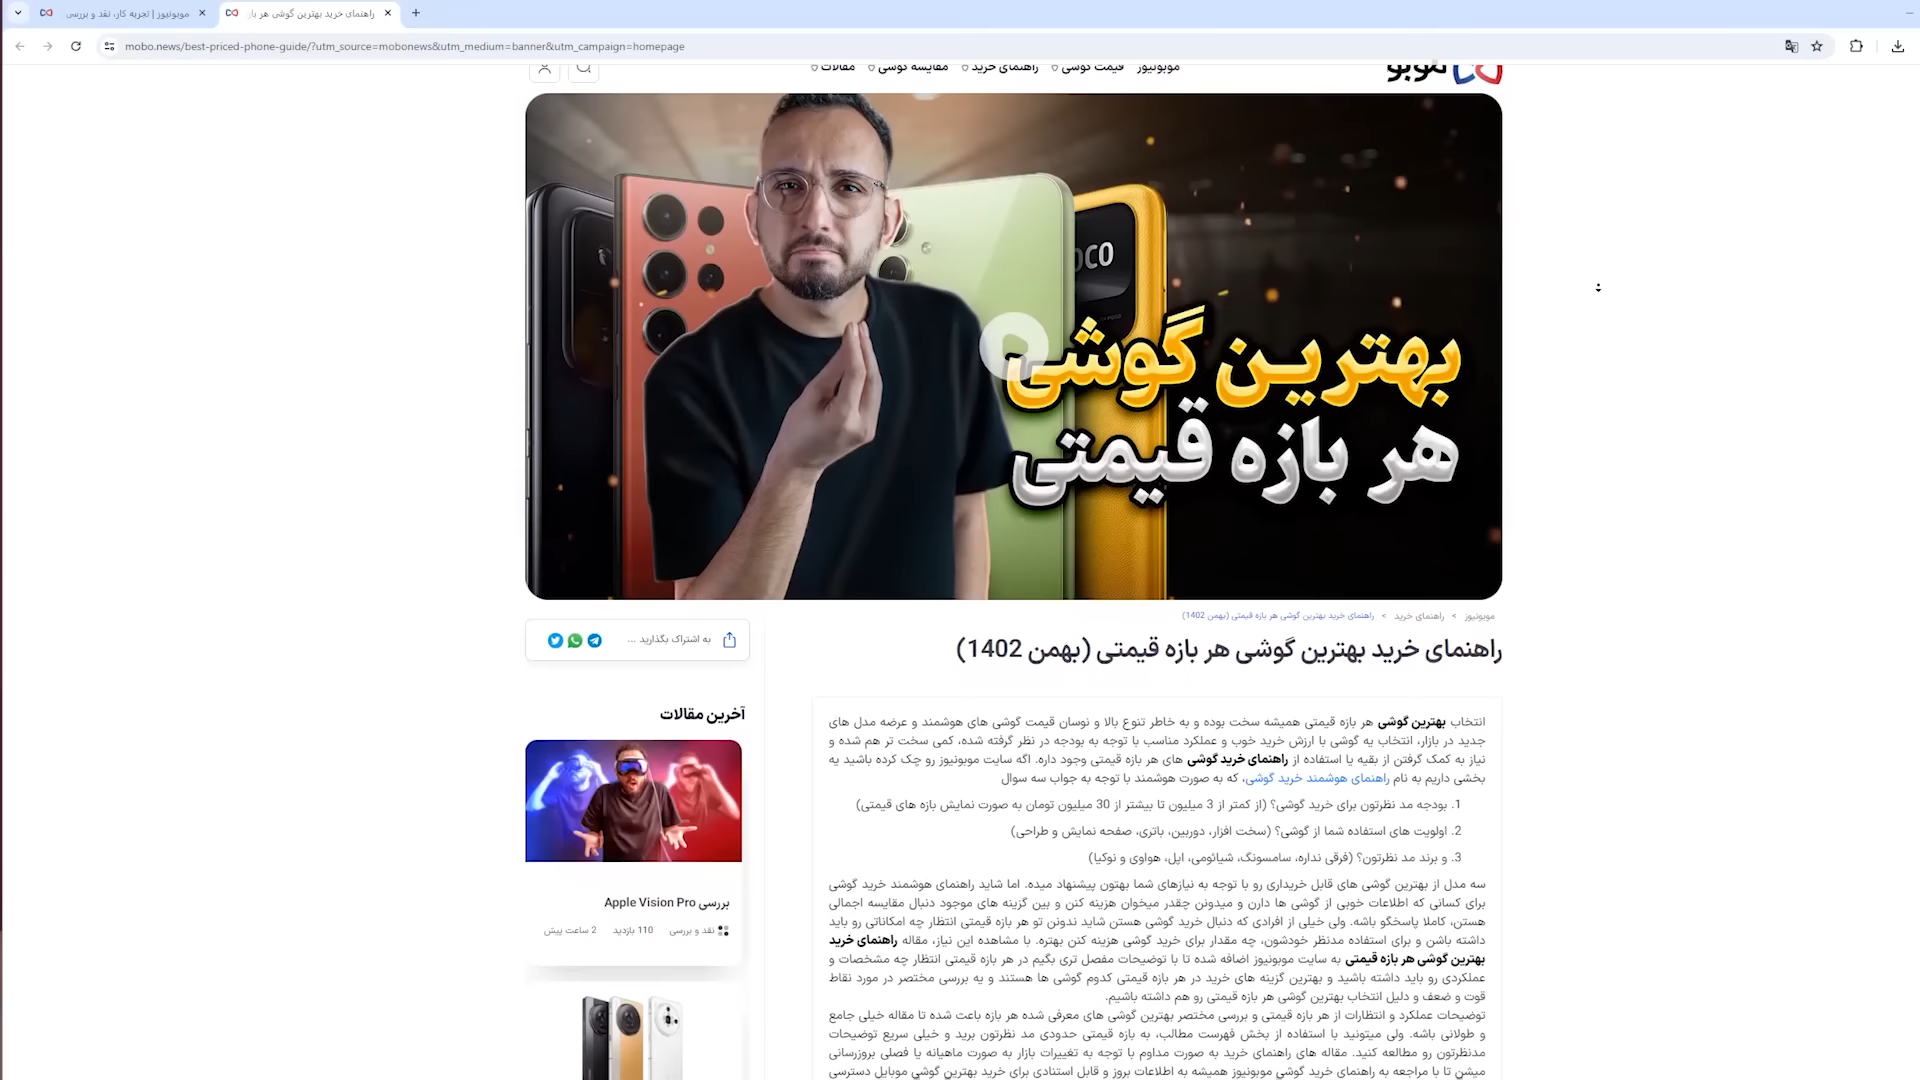 موبونیوز | تجربه کار، نقد و بررسی
راهنمای خرید بهترین گوشی هر باز
mobo.news/best-priced-phone-guide/?utm_source=mobonews&utm_medium=banner&utm_campaign=homepage
موبو
موبونیوز
قیمت گوشی
راهنمای خرید
مقایسه گوشی
مقالات
OCO
بهترین گوشی
هر بازه قیمتی
موبونیوز > راهنمای خرید > راهنمای خرید بهترین گوشی هر بازه قیمتی (بهمن 1402)
راهنمای خرید بهترین گوشی هر بازه قیمتی (بهمن 1402)
انتخاب بهترین گوشی هر بازه قیمتی همیشه سخت بوده و به خاطر تنوع بالا و نوسان قیمت گوشی های هوشمند و عرضه مدل های
جدید در بازار، انتخاب یه گوشی با ارزش خرید خوب و عملکرد مناسب با توجه به بودجه در نظر گرفته شده، کمی سخت تر هم شده و
نیاز به کمک گرفتن از بقیه یا استفاده از راهنمای خرید گوشی های هر بازه قیمتی وجود داره. اگه سایت موبونیوز رو چک کرده باشید یه
بخشی داریم به نام راهنمای هوشمند خرید گوشی، که به صورت هوشمند با توجه به جواب سه سوال
1. بودجه مد نظرتون برای خرید گوشی؟ (از کمتر از 3 میلیون تا بیشتر از 30 میلیون تومان به صورت نمایش بازه های قیمتی)
2. اولویت های استفاده شما از گوشی؟ (سخت افزار، دوربین، باتری، صفحه نمایش و طراحی)
3. و برند مد نظرتون؟ (فرقی نداره، سامسونگ، شیائومی، اپل، هواوی و نوکیا)
سه مدل از بهترین گوشی های قابل خریداری رو با توجه به نیازهای شما بهتون پیشنهاد میده. اما شاید راهنمای هوشمند خرید گوشی
برای کسانی که اطلاعات خوبی از گوشی ها دارن و میدونن چقدر میخوان هزینه کنن و بین گزینه های موجود دنبال مقایسه اجمالی
هستن، کاملا پاسخگو باشه. ولی خیلی از افرادی که دنبال خرید گوشی هستن شاید ندونن تو هر بازه قیمتی انتظار چه امکاناتی رو باید
داشته باشن و برای استفاده مدنظر خودشون، چه مقدار برای خرید گوشی هزینه کنن بهتره. با مشاهده این نیاز، مقاله راهنمای خرید
بهترین گوشی هر بازه قیمتی به سایت موبونیوز اضافه شده تا با توضیحات مفصل تری بگیم در هر بازه قیمتی انتظار چه مشخصات و
عملکردی رو باید داشته باشید و بهترین گزینه های خرید در هر بازه قیمتی کدوم گوشی ها هستند و یه بررسی مختصر در مورد نقاط
قوت و ضعف و دلیل انتخاب بهترین گوشی هر بازه قیمتی رو هم داشته باشیم.
توضیحات عملکرد و انتظارات از هر بازه قیمتی و بررسی مختصر بهترین گوشی های معرفی شده هر بازه باعث شده تا مقاله خیلی جامع
و طولانی باشه. ولی میتونید با استفاده از بخش فهرست مطالب، به بازه قیمتی حدودی مد نظرتون برید و خیلی سریع توضیحات
مدنظرتون رو مطالعه کنید. مقاله های راهنمای خرید به صورت مداوم با توجه به تغییرات بازار به صورت ماهیانه یا فصلی بروزرسانی
میشن تا با مراجعه به راهنمای خرید گوشی موبونیوز همیشه به اطلاعات بروز و قابل استنادی برای خرید بهترین گوشی موبایل دسترسی
به اشتراک بگذارید ...
آخرین مقالات
بررسی Apple Vision Pro
نقد و بررسی
110 بازدید
2 ساعت پیش